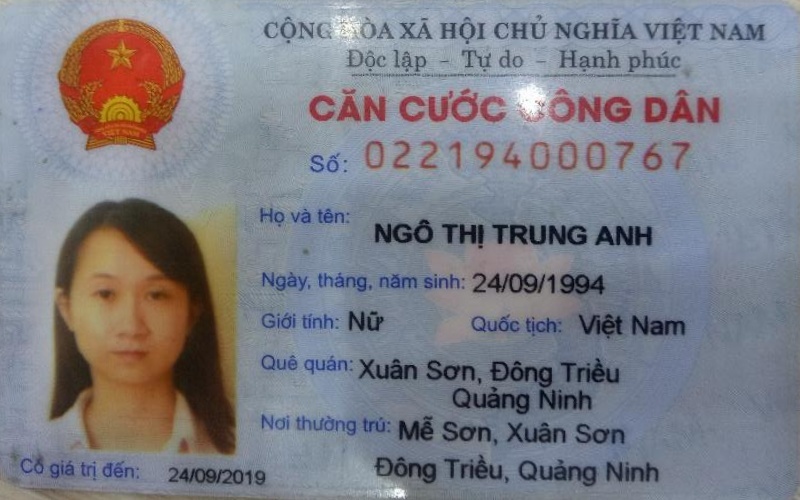 CỘNG HÒA XÃ HỘI CHỦ NGHĨA VIỆT NAM
Độc lập - Tự do - Hạnh phúc
CĂN CƯỚC CÔNG DÂN
Số: 022194000767
Họ và tên: NGÔ THỊ TRUNG ANH
Ngày, tháng, năm sinh: 24/09/1994
Giới tính: Nữ Quốc tịch: Việt Nam
Quê quán: Xuân Sơn, Đông Triều
Quảng Ninh
Nơi thường trú: Mễ Sơn, Xuân Sơn
Đông Triều, Quảng Ninh
Có giá trị đến: 24/09/2019